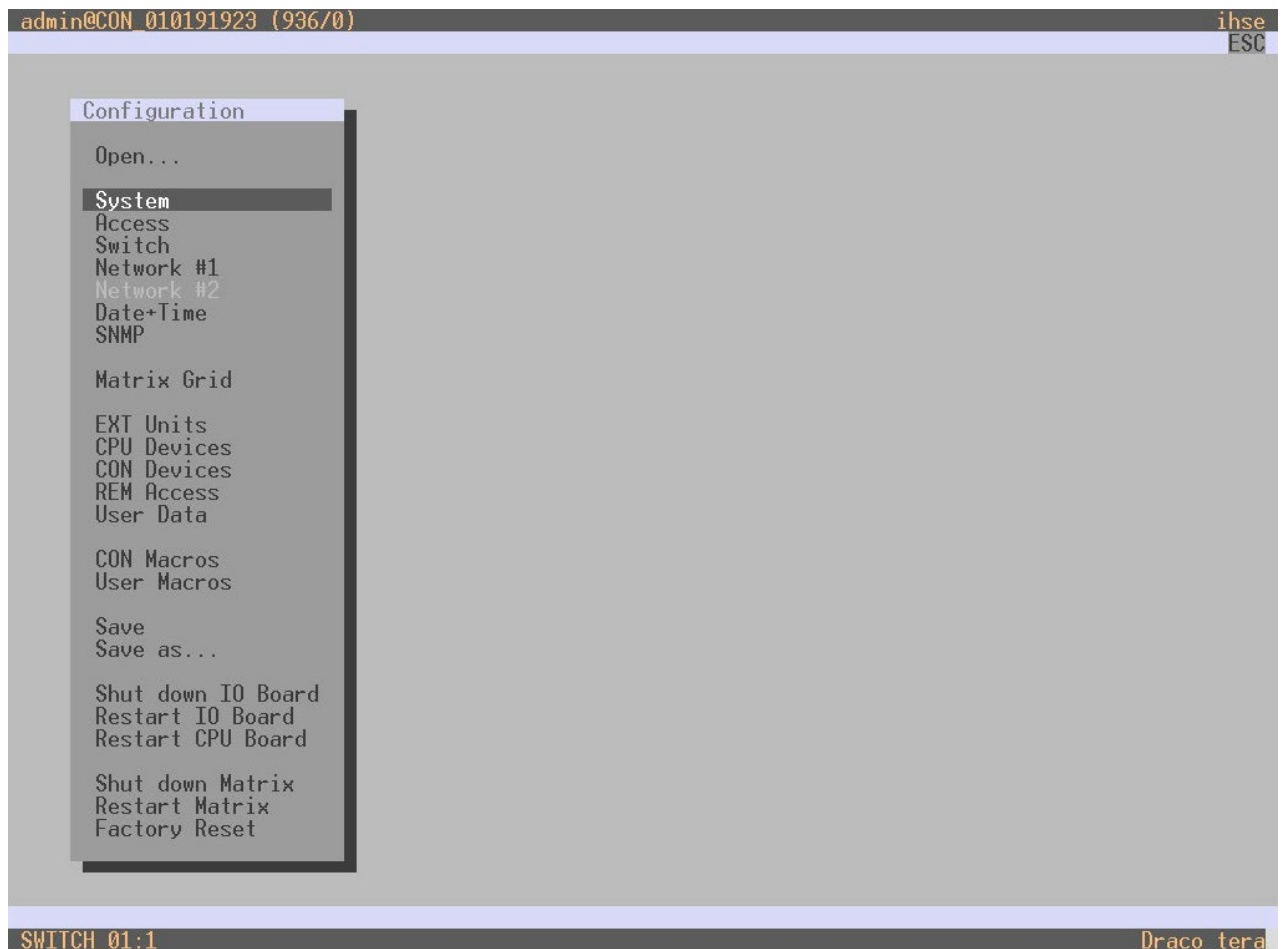 admin@CON_010191923 (936/0) ihse
ESC
Configuration
Open...
System
Access
Switch
Network #1
Network #2
Date+Time
SNMP
Matrix Grid
EXT Units
CPU Devices
CON Devices
REM Access
User Data
CON Macros
User Macros
Save
Save as...
Shut down IO Board
Restart IO Board
Restart CPU Board
Shut down Matrix
Restart Matrix
Factory Reset
SWITCH 01:1 Draco tera